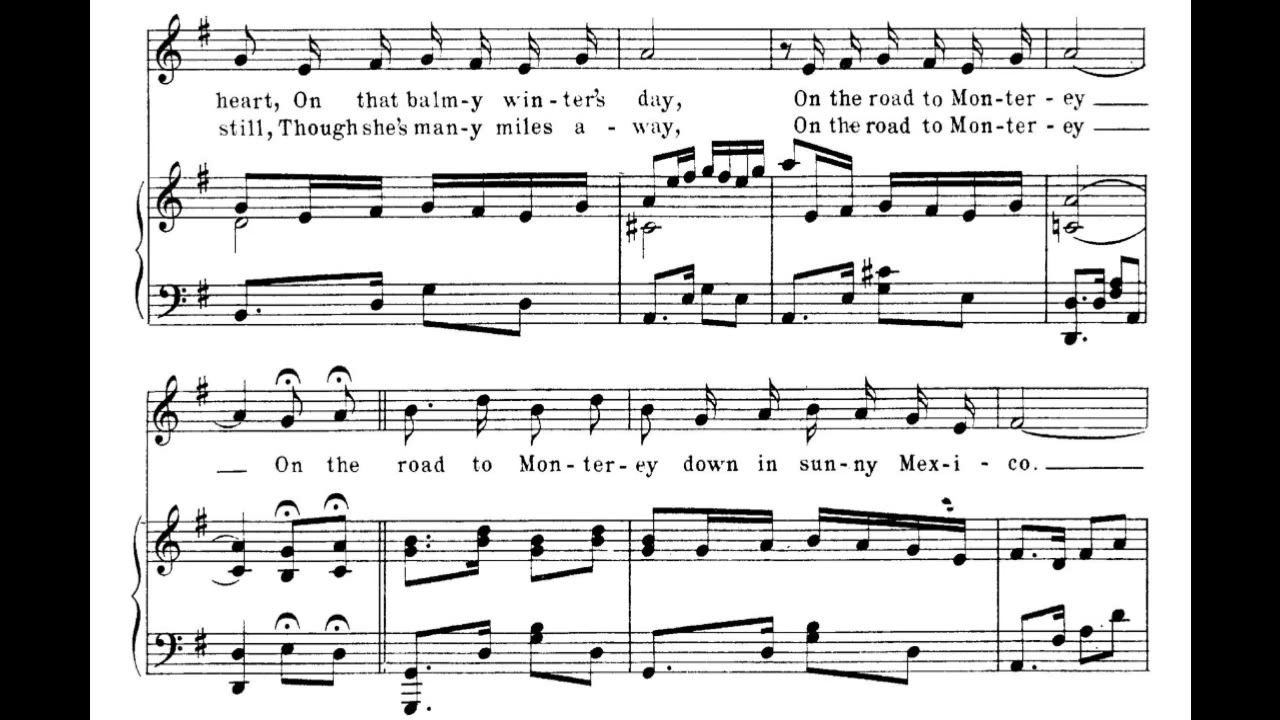 heart, On that balm-y win-ter's day, On the road to Mon-ter-ey
still, Though she's man-y miles a-way, On the road to Mon-ter-ey
On the road to Mon-ter-ey down in sun-ny Mex-i-co.